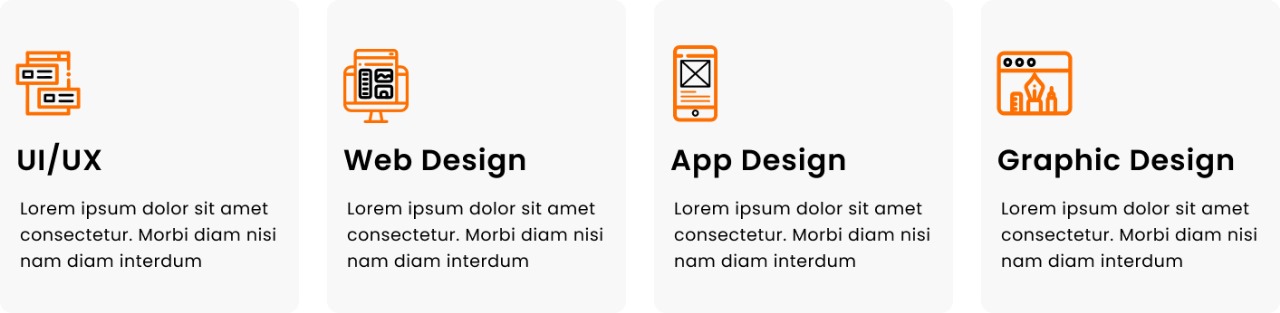 UI/UX
Lorem ipsum dolor sit amet
consectetur. Morbi diam nisi
nam diam interdum
Web Design
Lorem ipsum dolor sit amet
consectetur. Morbi diam nisi
nam diam interdum
App Design
Lorem ipsum dolor sit amet
consectetur. Morbi diam nisi
nam diam interdum
Graphic Design
Lorem ipsum dolor sit amet
consectetur. Morbi diam nisi
nam diam interdum